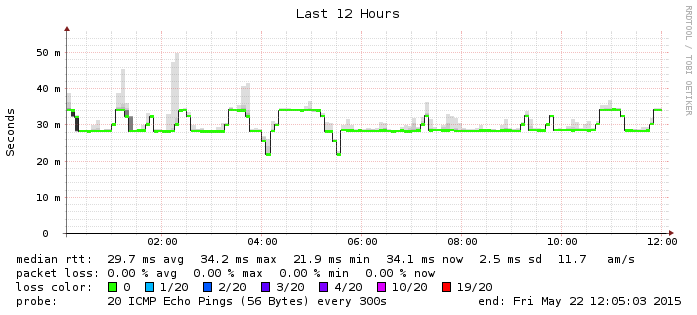 Last 12 Hours
RRDTOOL / TOBI OETIKER
Seconds
50 m
40 m
30 m
20 m
10 m
0
02:00 04:00 06:00 08:00 10:00 12:00
median rtt: 29.7 ms avg 34.2 ms max 21.9 ms min 34.1 ms now 2.5 ms sd 11.7 am/s
packet loss: 0.00 % avg 0.00 % max 0.00 % min 0.00 % now
loss color: 0 1/20 2/20 3/20 4/20 10/20 19/20
probe: 20 ICMP Echo Pings (56 Bytes) every 300s end: Fri May 22 12:05:03 2015